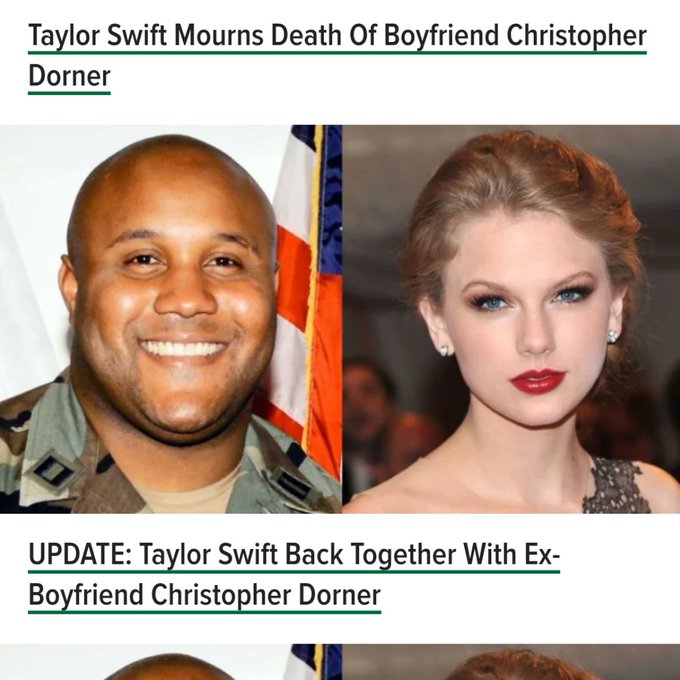 Taylor Swift Mourns Death Of Boyfriend Christopher
Dorner
UPDATE: Taylor Swift Back Together With Ex-
Boyfriend Christopher Dorner